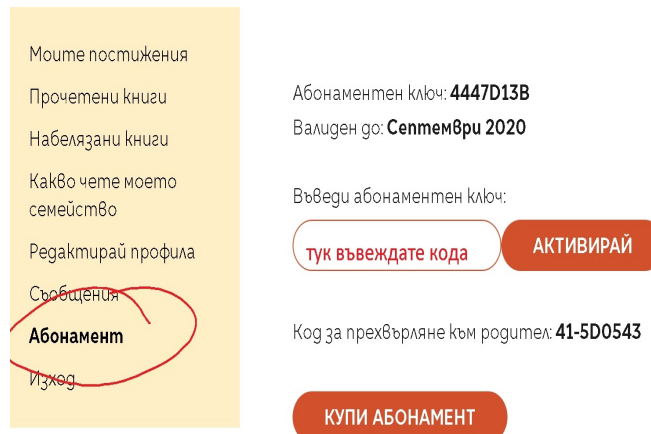 Моите постижения
Прочетени книги
Набелязани книги
Какво чете моето
семейство
Редактирай профила
Съобщения
Абонамент
Изход
Абонаментен ключ: 4447D13B
Валиден до: Септември 2020
Въведи абонаментен ключ:
тук въвеждате кода
АКТИВИРАЙ
Код за прехвърляне към родител: 41-5D0543
КУПИ АБОНАМЕНТ